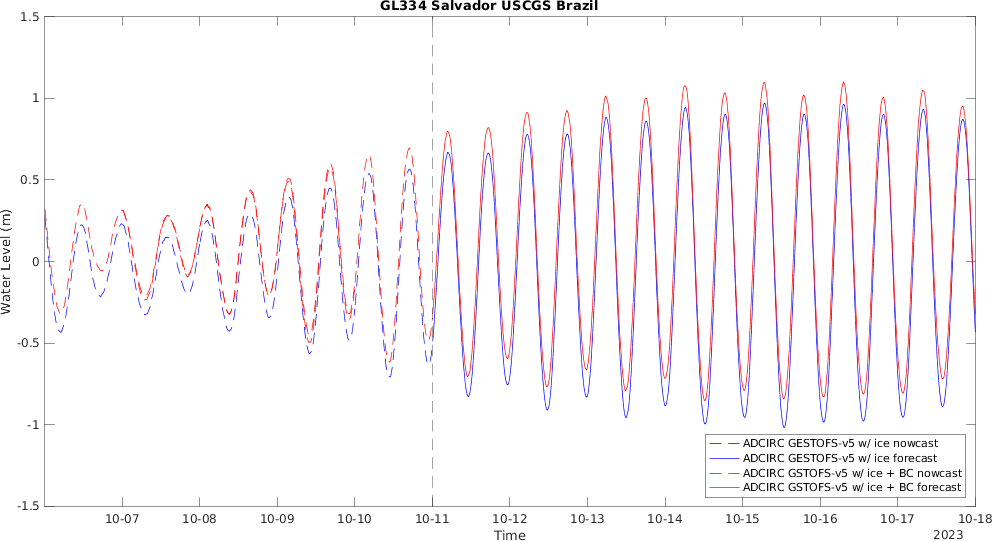 GL334 Salvador USCGS Brazil
1.5
1
0.5
0
-0.5
-1
-1.5
Water Level (m)
ADCIRC GESTOFS-v5 w/ ice nowcast
ADCIRC GESTOFS-v5 w/ ice forecast
ADCIRC GSTOFS-v5 w/ ice + BC nowcast
ADCIRC GSTOFS-v5 w/ ice + BC forecast
10-07 10-08 10-09 10-10 10-11 10-12 10-13 10-14 10-15 10-16 10-17 10-18
Time
2023